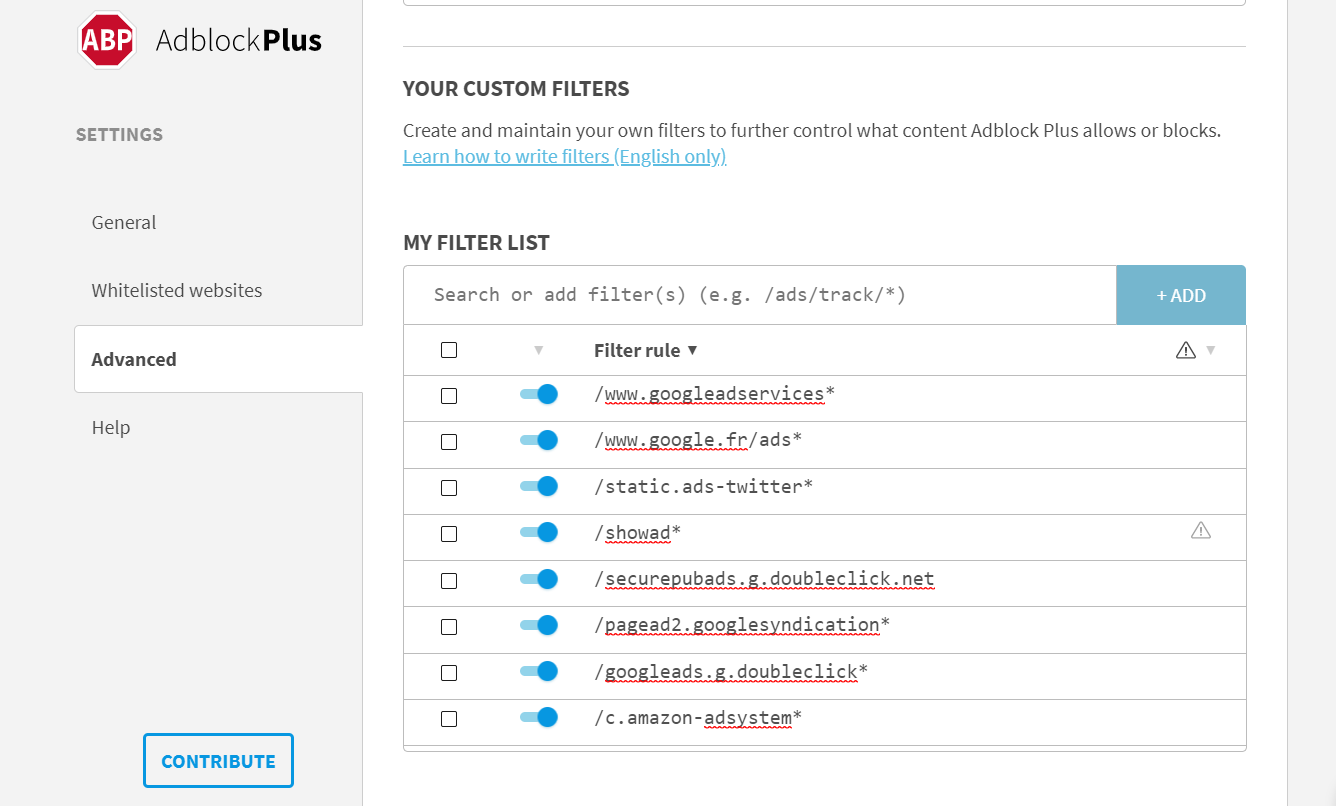 ABP AdblockPlus
SETTINGS
General
Whitelisted websites
Advanced
Help
CONTRIBUTE
YOUR CUSTOM FILTERS
Create and maintain your own filters to further control what content Adblock Plus allows or blocks.
Learn how to write filters (English only)
MY FILTER LIST
Search or add filter(s) (e.g. /ads/track/*)
+ ADD
Filter rule
/www.googleadservices*
/www.google.fr/ads*
/static.ads-twitter*
/showad*
/securepubads.g.doubleclick.net
/pagead2.googlesyndication*
/googleads.g.doubleclick*
/c.amazon-adsystem*